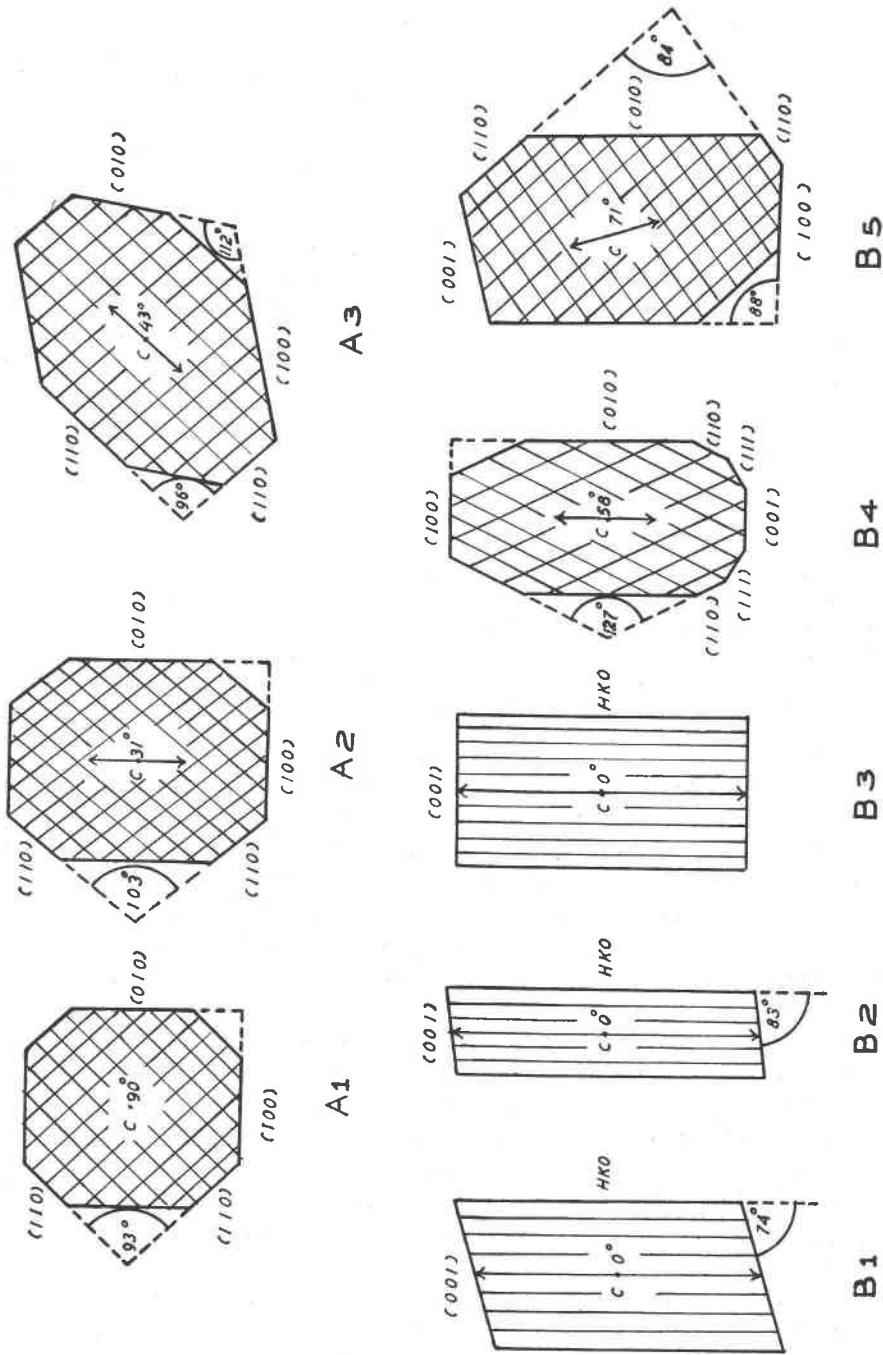 (110)
(010)
93°
C · 90°
(110)
(100)
A1
(110)
(010)
103°
C · 31°
(110)
(100)
A2
(110)
(010)
C · 43°
96°
112°
(110)
(100)
A3
(001)
HKO
C · 0°
74°
B1
(001)
HKO
C · 0°
83°
B2
(001)
HKO
C · 0°
B3
(100)
(010)
C · 58°
127°
(110)
(110)
(111)
(111)
(001)
B4
(001)
(110)
84°
(010)
C 71°
88°
(110)
(100)
B5